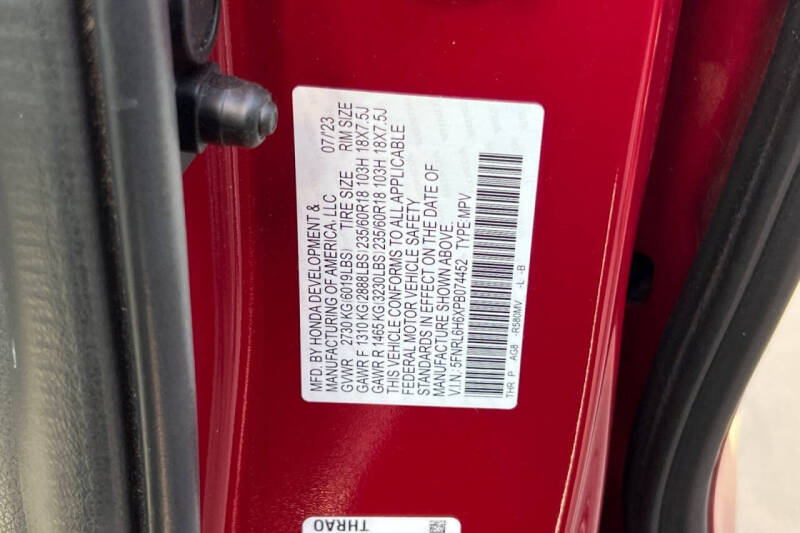 MFD. BY HONDA DEVELOPMENT &
MANUFACTURING OF AMERICA, LLC 07/'23
GVWR 2730 KG(6019LBS) TIRE SIZE RIM SIZE
GAWR F 1310 KG(2888LBS)235/60R18 103H 18X7.5J
GAWR R 1465 KG(3230LBS)235/60R18 103H 18X7.5J
THIS VEHICLE CONFORMS TO ALL APPLICABLE
FEDERAL MOTOR VEHICLE SAFETY
STANDARDS IN EFFECT ON THE DATE OF
MANUFACTURE SHOWN ABOVE.
V.I.N.: 5FNRL6H6XPB074452 TYPE:MPV
THR P AG8 -R580MV -L -B
THRA0